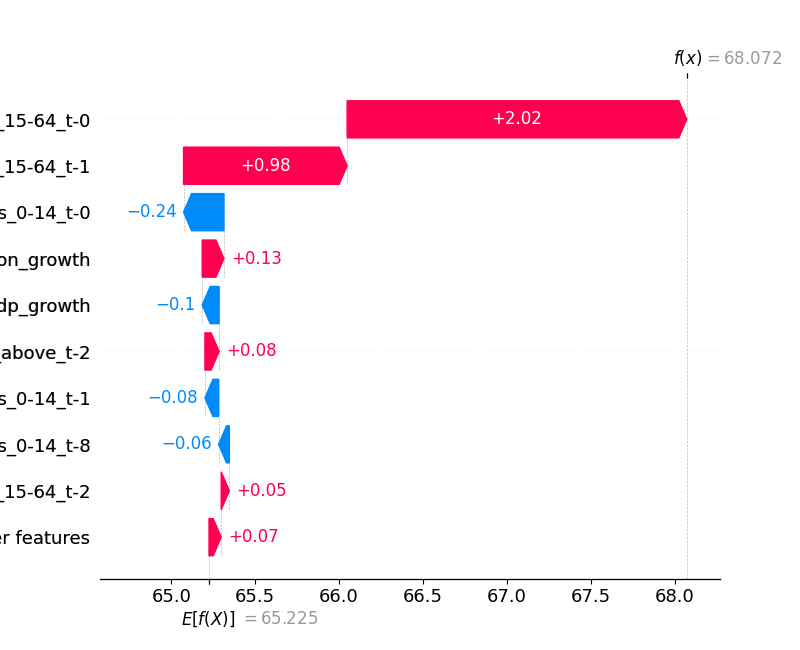 f(x) = 68.072
_15-64_t-0
+2.02
_15-64_t-1
+0.98
s_0-14_t-0
−0.24
on_growth
+0.13
dp_growth
−0.1
_above_t-2
+0.08
s_0-14_t-1
−0.08
s_0-14_t-8
−0.06
_15-64_t-2
+0.05
er features
+0.07
65.0 65.5 66.0 66.5 67.0 67.5 68.0
E[f(X)] = 65.225